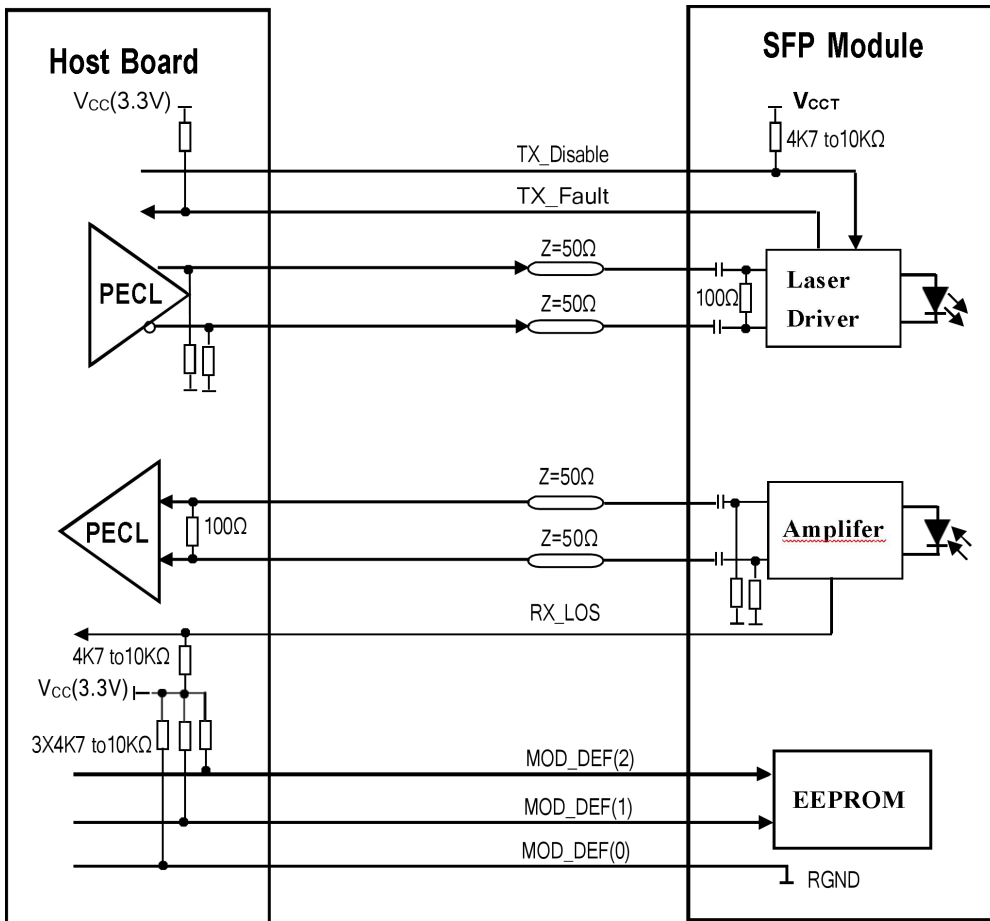 Host Board
SFP Module
VCC(3.3V)
VCCT
4K7 to10KΩ
TX_Disable
TX_Fault
Z=50Ω
PECL
100Ω
Laser
Driver
Z=50Ω
Z=50Ω
PECL
100Ω
Amplifer
Z=50Ω
RX_LOS
4K7 to10KΩ
VCC(3.3V)
3X4K7 to10KΩ
MOD_DEF(2)
EEPROM
MOD_DEF(1)
MOD_DEF(0)
RGND